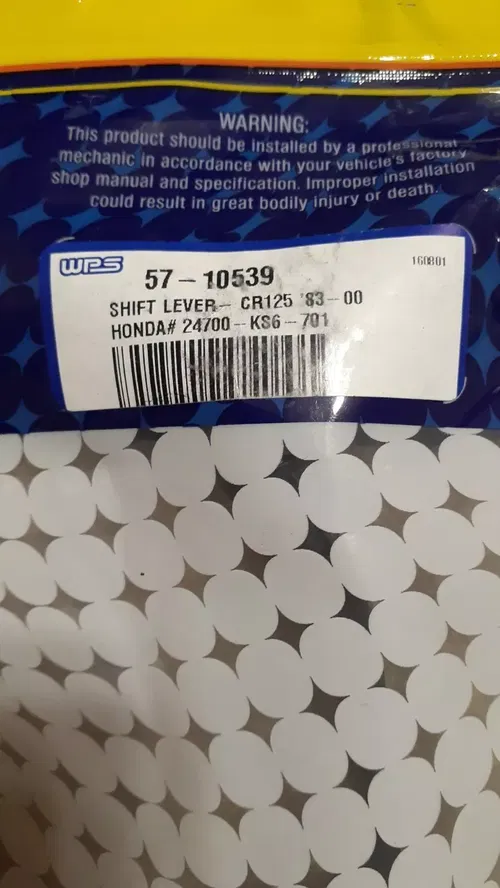 WARNING:
This product should be installed by a professional
mechanic in accordance with your vehicle's factory
shop manual and specification. Improper installation
could result in great bodily injury or death.
WPS
160801
57-10539
SHIFT LEVER- CR125 '83-00
HONDA# 24700-KS6-701